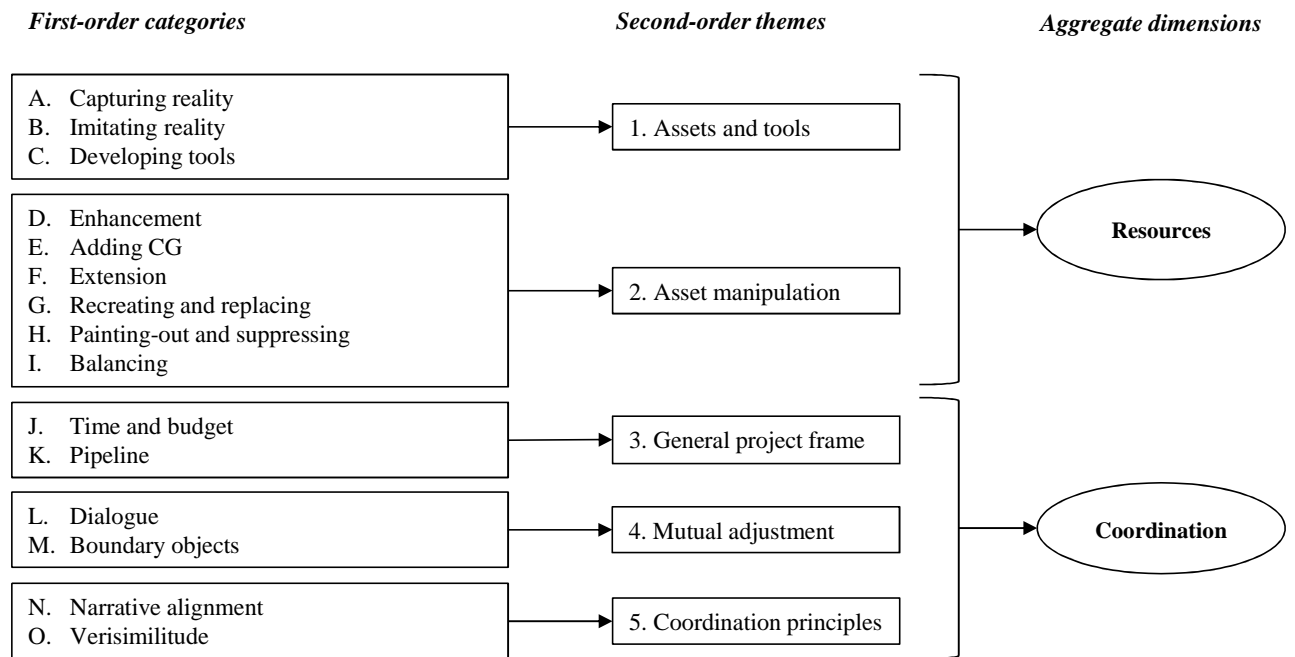 First-order categories
Second-order themes
Aggregate dimensions
A. Capturing reality
B. Imitating reality
C. Developing tools
1. Assets and tools
D. Enhancement
E. Adding CG
F. Extension
G. Recreating and replacing
H. Painting-out and suppressing
I. Balancing
2. Asset manipulation
Resources
J. Time and budget
K. Pipeline
3. General project frame
L. Dialogue
M. Boundary objects
4. Mutual adjustment
N. Narrative alignment
O. Verisimilitude
5. Coordination principles
Coordination